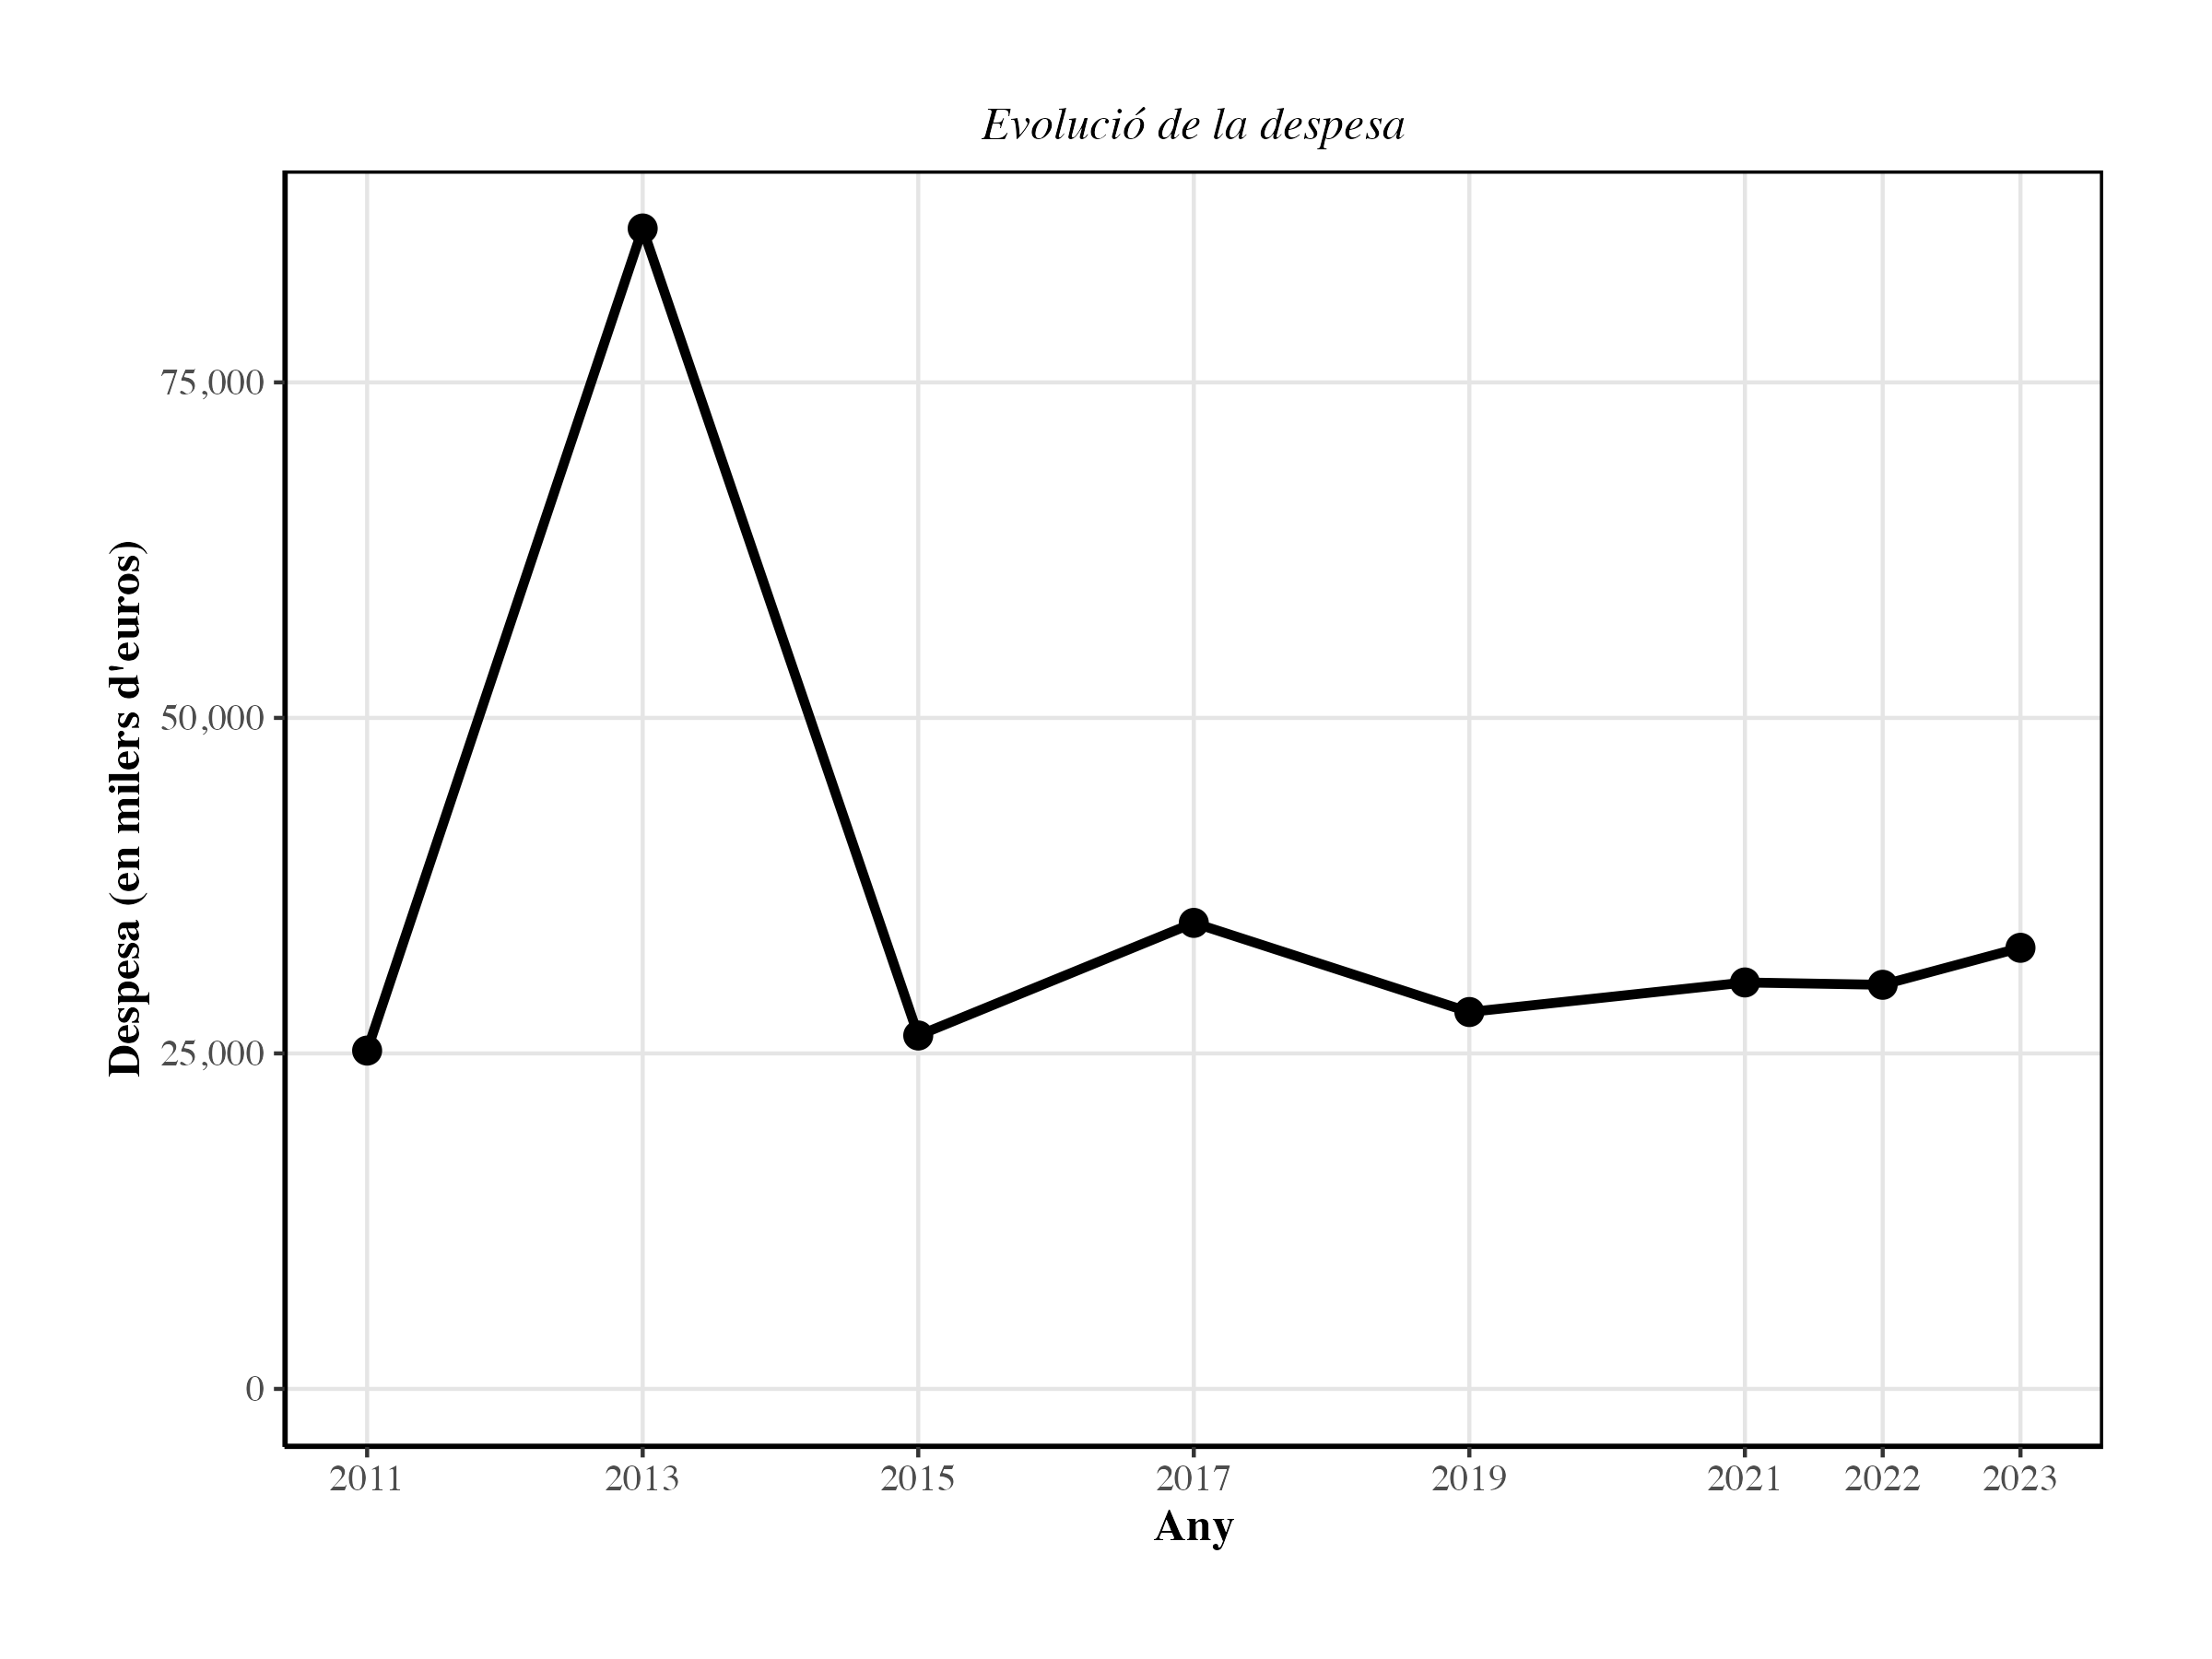 Evolució de la despesa
Despesa (en milers d'euros)
75,000
50,000
25,000
0
2011 2013 2015 2017 2019 2021 2022 2023
Any